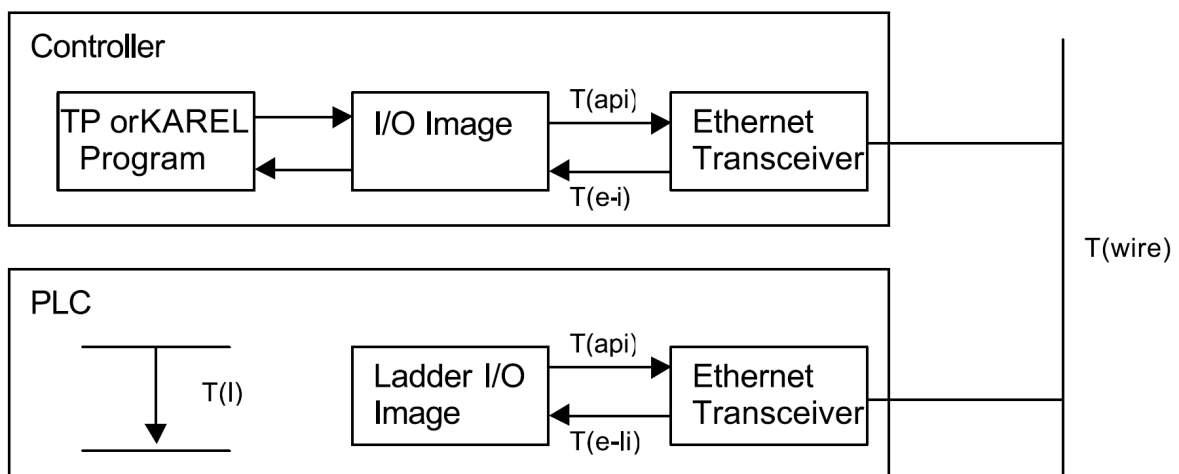 Controller
TP orKAREL
Program
I/O Image
T(api)
T(e-i)
Ethernet
Transceiver
T(wire)
PLC
T(l)
Ladder I/O
Image
T(api)
T(e-li)
Ethernet
Transceiver